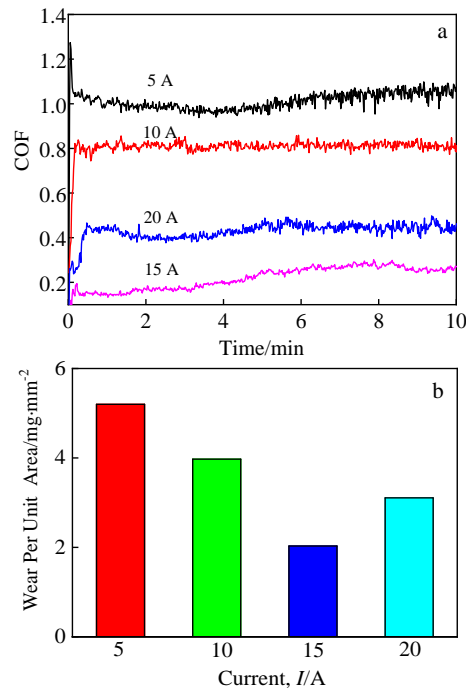 a
5 A
10 A
20 A
15 A
COF
1.2
1.0
0.8
0.6
0.4
0.2
0 2 4 6 8 10
Time/min
b
Wear Per Unit Area/mg·mm⁻²
6
4
2
0
5 10 15 20
Current, I/A